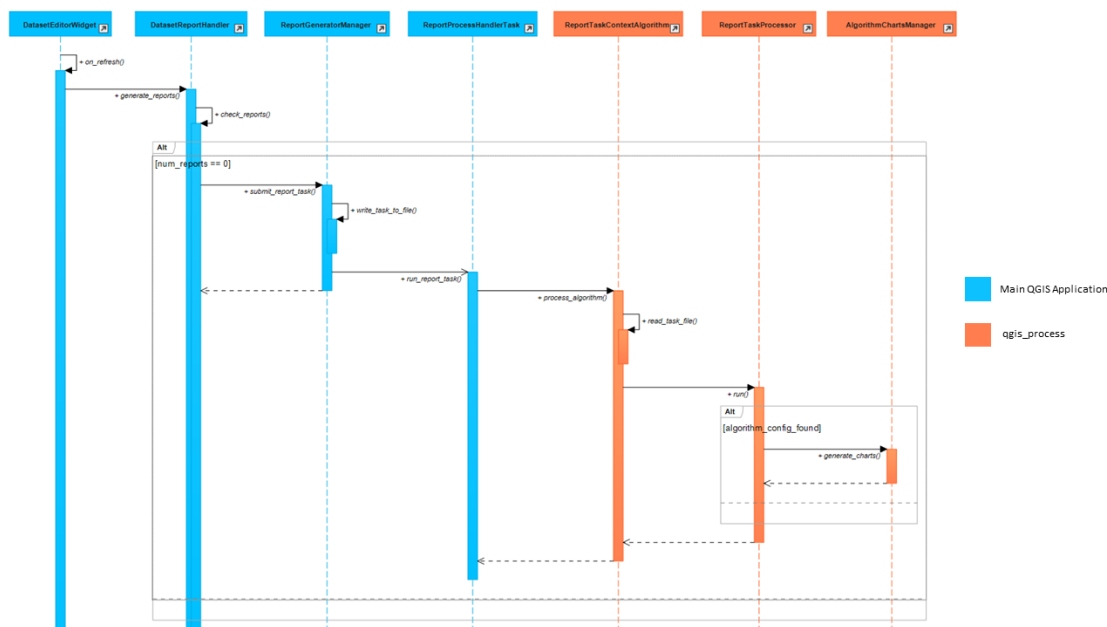 DatasetEditorWidget
DatasetReportHandler
ReportGeneratorManager
ReportProcessHandlerTask
ReportTaskContextAlgorithm
ReportTaskProcessor
AlgorithmChartsManager
+ on_refresh()
+ generate_reports()
+ check_reports()
Alt
[num_reports == 0]
+ submit_report_task()
+ write_task_to_file()
+ run_report_task()
+ process_algorithm()
+ read_task_file()
+ run()
Alt
[algorithm_config_found]
+ generate_charts()
Main QGIS Application
qgis_process